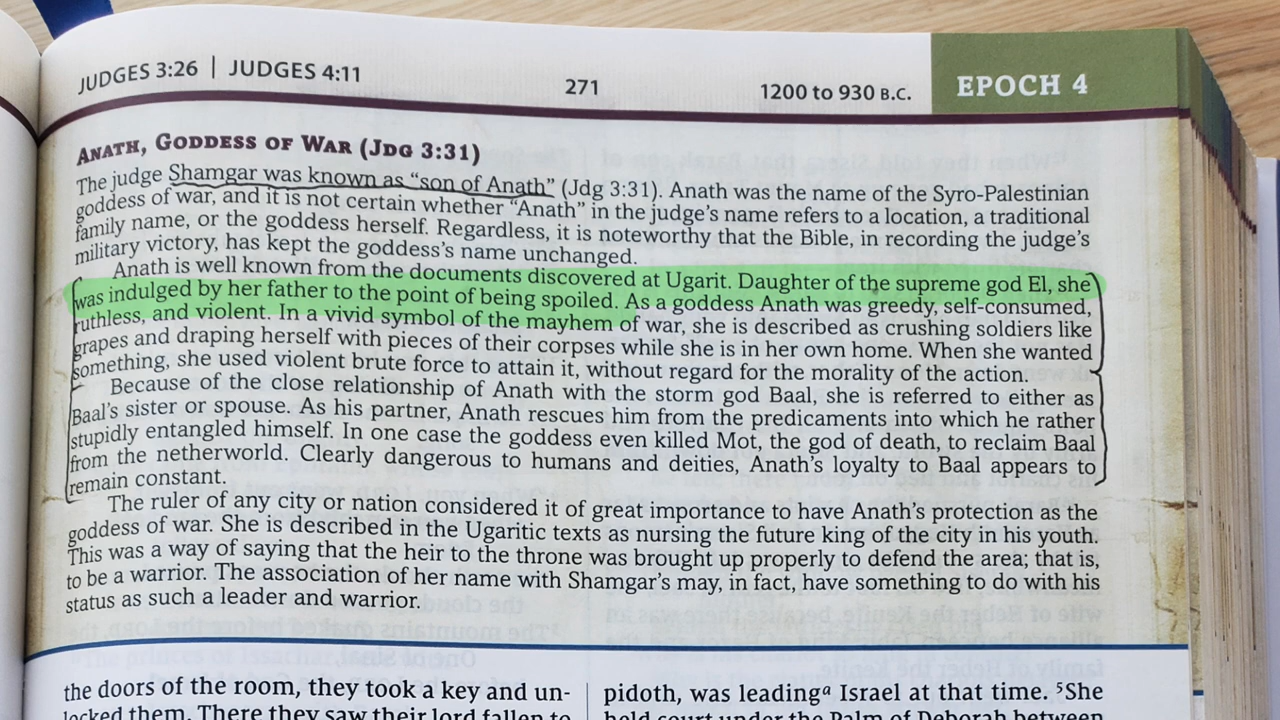 JUDGES 3:26 | JUDGES 4:11
271
1200 to 930 B.C.
EPOCH 4
Anath, Goddess of War (Jdg 3:31)
The judge Shamgar was known as “son of Anath” (Jdg 3:31). Anath was the name of the Syro-Palestinian
goddess of war, and it is not certain whether “Anath” in the judge’s name refers to a location, a traditional
family name, or the goddess herself. Regardless, it is noteworthy that the Bible, in recording the judge’s
military victory, has kept the goddess’s name unchanged.
Anath is well known from the documents discovered at Ugarit. Daughter of the supreme god El, she
was indulged by her father to the point of being spoiled. As a goddess Anath was greedy, self-consumed,
ruthless, and violent. In a vivid symbol of the mayhem of war, she is described as crushing soldiers like
grapes and draping herself with pieces of their corpses while she is in her own home. When she wanted
something, she used violent brute force to attain it, without regard for the morality of the action.
Because of the close relationship of Anath with the storm god Baal, she is referred to either as
Baal’s sister or spouse. As his partner, Anath rescues him from the predicaments into which he rather
stupidly entangled himself. In one case the goddess even killed Mot, the god of death, to reclaim Baal
from the netherworld. Clearly dangerous to humans and deities, Anath’s loyalty to Baal appears to
remain constant.
The ruler of any city or nation considered it of great importance to have Anath’s protection as the
goddess of war. She is described in the Ugaritic texts as nursing the future king of the city in his youth.
This was a way of saying that the heir to the throne was brought up properly to defend the area; that is,
to be a warrior. The association of her name with Shamgar’s may, in fact, have something to do with his
status as such a leader and warrior.
the doors of the room, they took a key and un-
locked them. There they saw their lord fallen to
pidoth, was leadingª Israel at that time. ⁵She
held court under the Palm of Deborah between